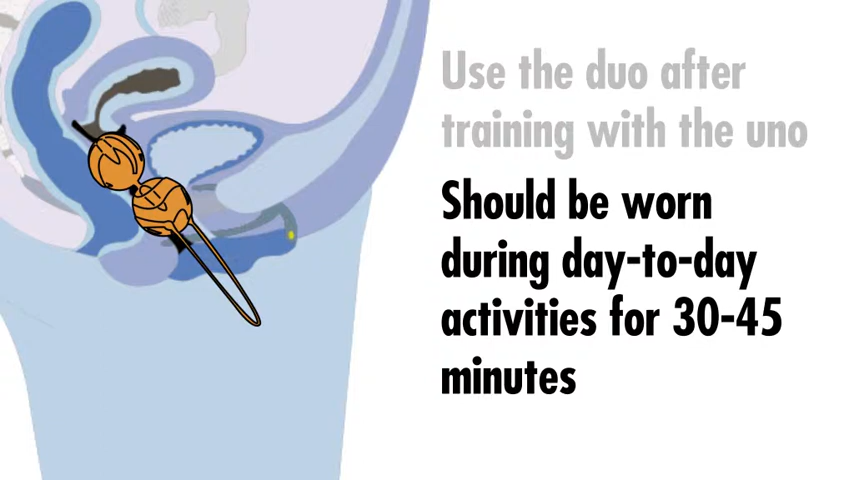 Use the duo after
training with the uno
Should be worn
during day-to-day
activities for 30-45
minutes